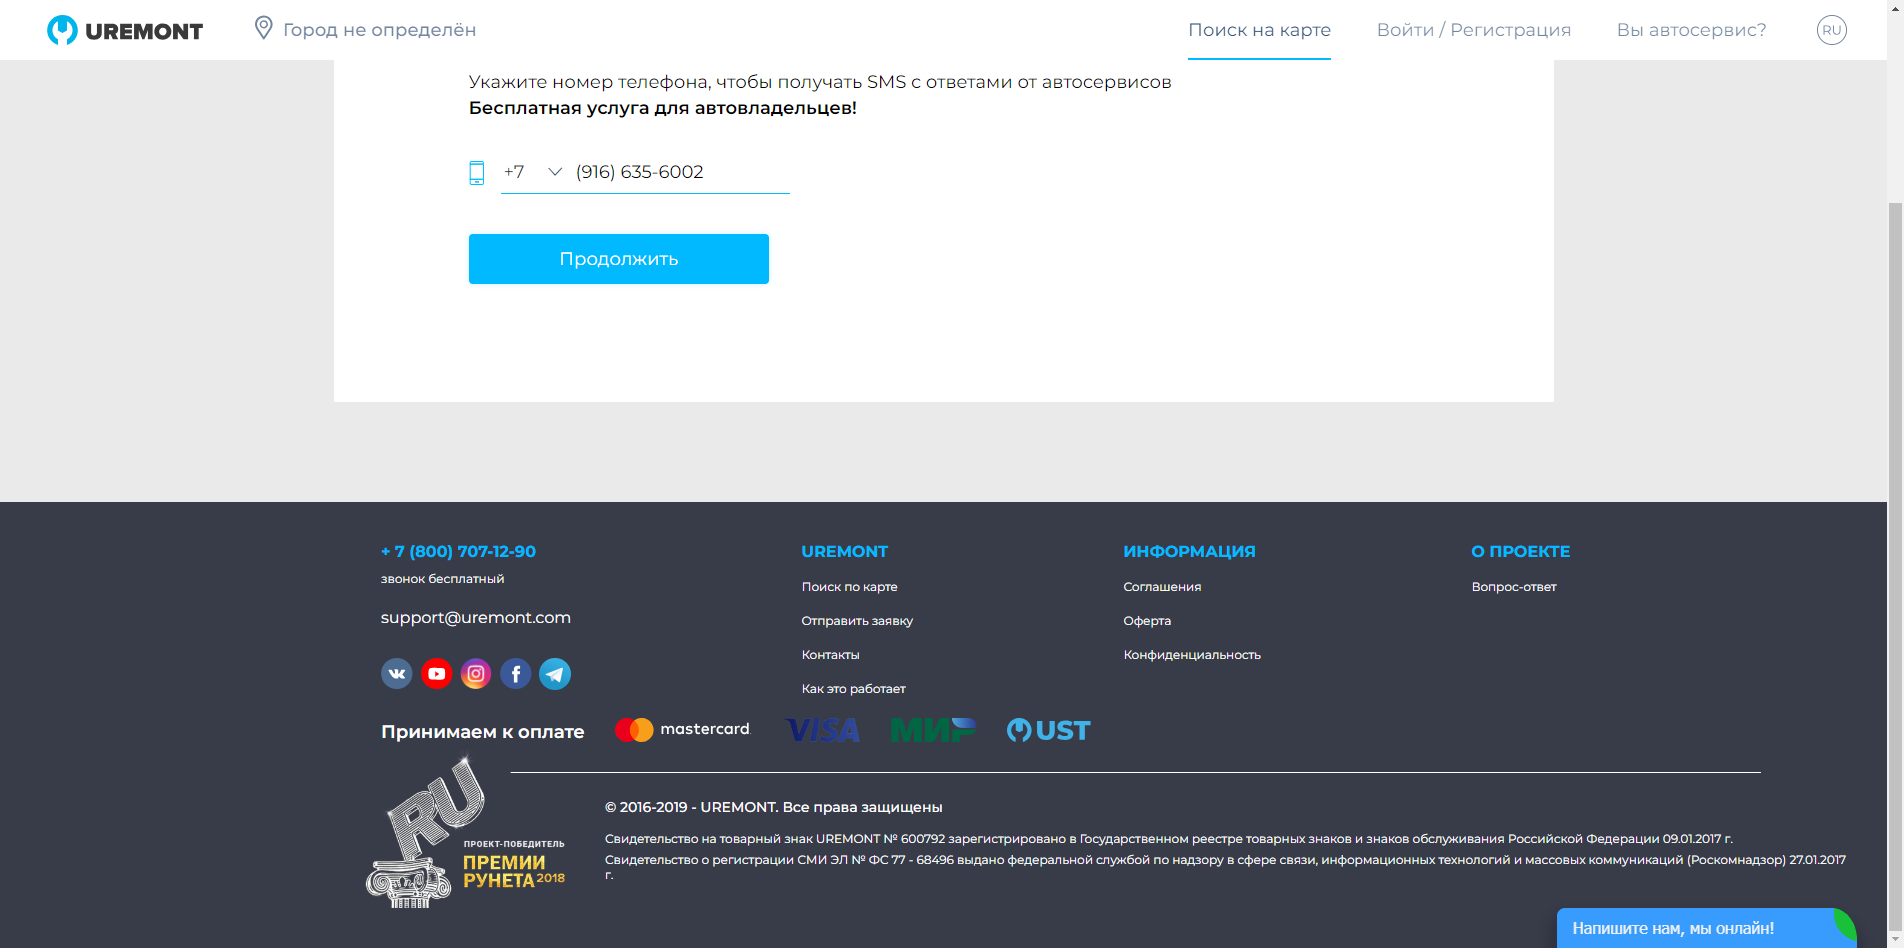 UREMONT
Город не определён
Поиск на карте
Войти / Регистрация
Вы автосервис?
RU
Укажите номер телефона, чтобы получать SMS с ответами от автосервисов
Бесплатная услуга для автовладельцев!
+7 (916) 635-6002
Продолжить
+ 7 (800) 707-12-90
звонок бесплатный
support@uremont.com
UREMONT
Поиск по карте
Отправить заявку
Контакты
Как это работает
ИНФОРМАЦИЯ
Соглашения
Оферта
Конфиденциальность
О ПРОЕКТЕ
Вопрос-ответ
Принимаем к оплате
mastercard
VISA
МИР
UST
RU
ПРОЕКТ-ПОБЕДИТЕЛЬ
ПРЕМИИ
РУНЕТА 2018
© 2016-2019 - UREMONT. Все права защищены
Свидетельство на товарный знак UREMONT № 600792 зарегистрировано в Государственном реестре товарных знаков и знаков обслуживания Российской Федерации 09.01.2017 г.
Свидетельство о регистрации СМИ ЭЛ № ФС 77 - 68496 выдано федеральной службой по надзору в сфере связи, информационных технологий и массовых коммуникаций (Роскомнадзор) 27.01.2017
г.
Напишите нам, мы онлайн!